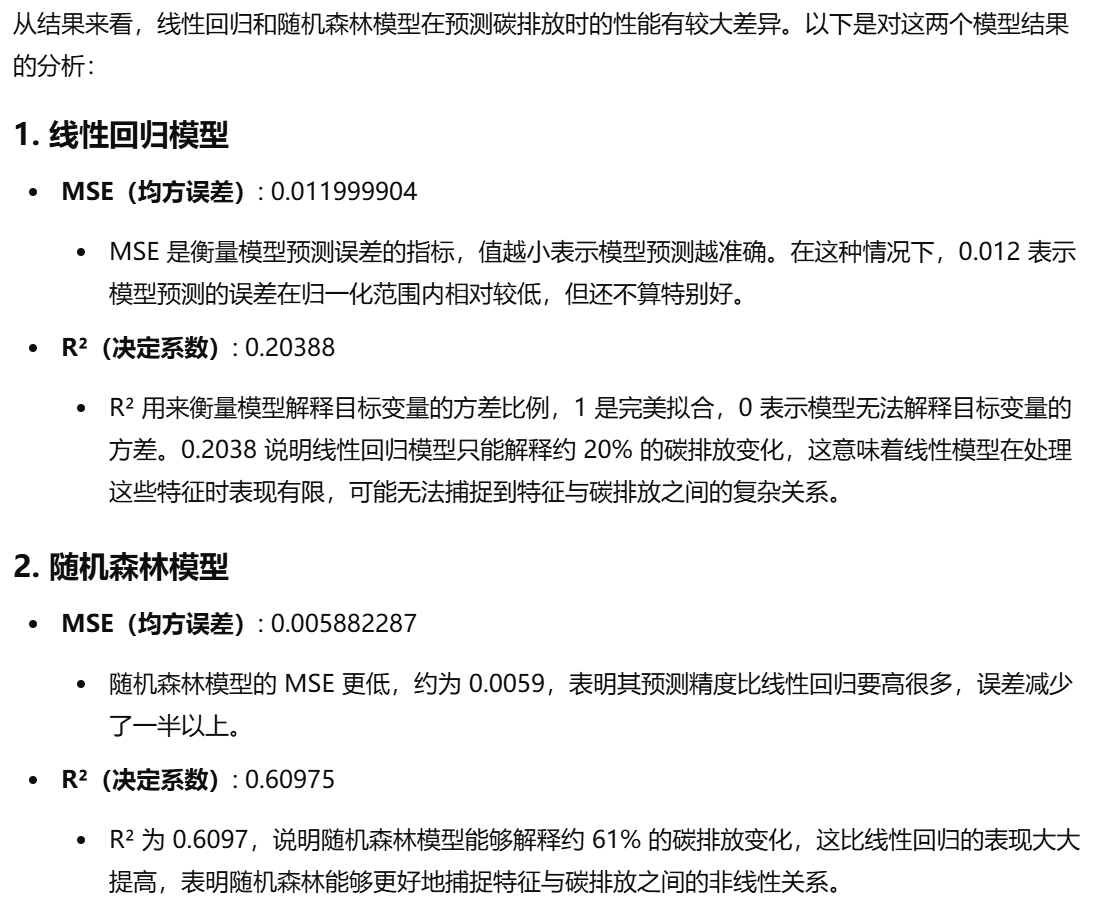 从结果来看，线性回归和随机森林模型在预测碳排放时的性能有较大差异。以下是对这两个模型结果
的分析：
1. 线性回归模型
• MSE（均方误差）: 0.011999904
• MSE 是衡量模型预测误差的指标，值越小表示模型预测越准确。在这种情况下，0.012 表示
模型预测的误差在归一化范围内相对较低，但还不算特别好。
• R²（决定系数）: 0.20388
• R² 用来衡量模型解释目标变量的方差比例，1 是完美拟合，0 表示模型无法解释目标变量的
方差。0.2038 说明线性回归模型只能解释约 20% 的碳排放变化，这意味着线性模型在处理
这些特征时表现有限，可能无法捕捉到特征与碳排放之间的复杂关系。
2. 随机森林模型
• MSE（均方误差）: 0.005882287
• 随机森林模型的 MSE 更低，约为 0.0059，表明其预测精度比线性回归要高很多，误差减少
了一半以上。
• R²（决定系数）: 0.60975
• R² 为 0.6097，说明随机森林模型能够解释约 61% 的碳排放变化，这比线性回归的表现大大
提高，表明随机森林能够更好地捕捉特征与碳排放之间的非线性关系。